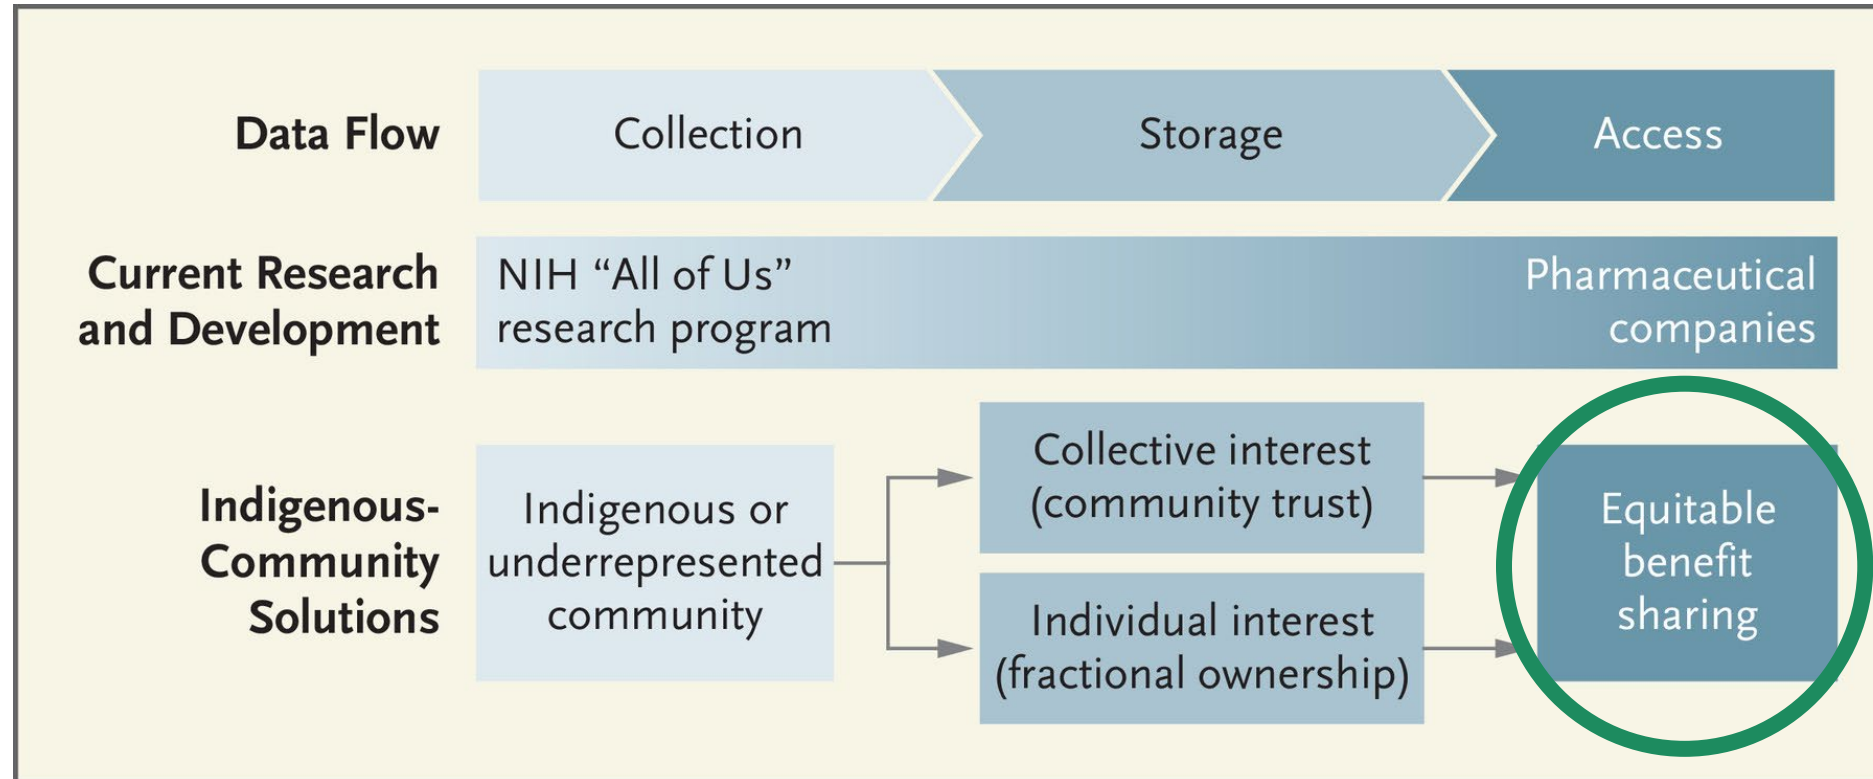 Data Flow
Collection
Storage
Access
Current Research
and Development
NIH “All of Us”
research program
Pharmaceutical
companies
Indigenous-
Community
Solutions
Indigenous or
underrepresented
community
Collective interest
(community trust)
Individual interest
(fractional ownership)
Equitable
benefit
sharing